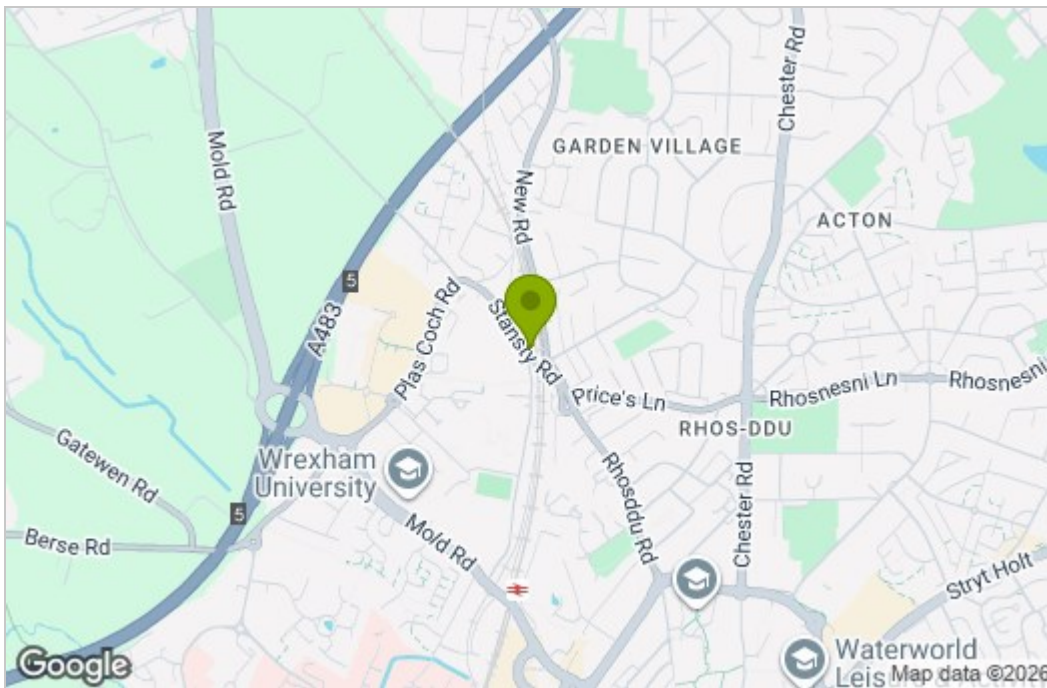 Mold Rd
A483
5
5
New Rd
GARDEN VILLAGE
Chester Rd
ACTON
Plas Coch Rd
Stansty Rd
Price's Ln
Rhosnesni Ln
Rhosnesni
RHOS-DDU
Gatewen Rd
Berse Rd
Wrexham
University
Mold Rd
Rhosddu Rd
Chester Rd
Stryt Holt
Waterworld
Google
Map data ©2026